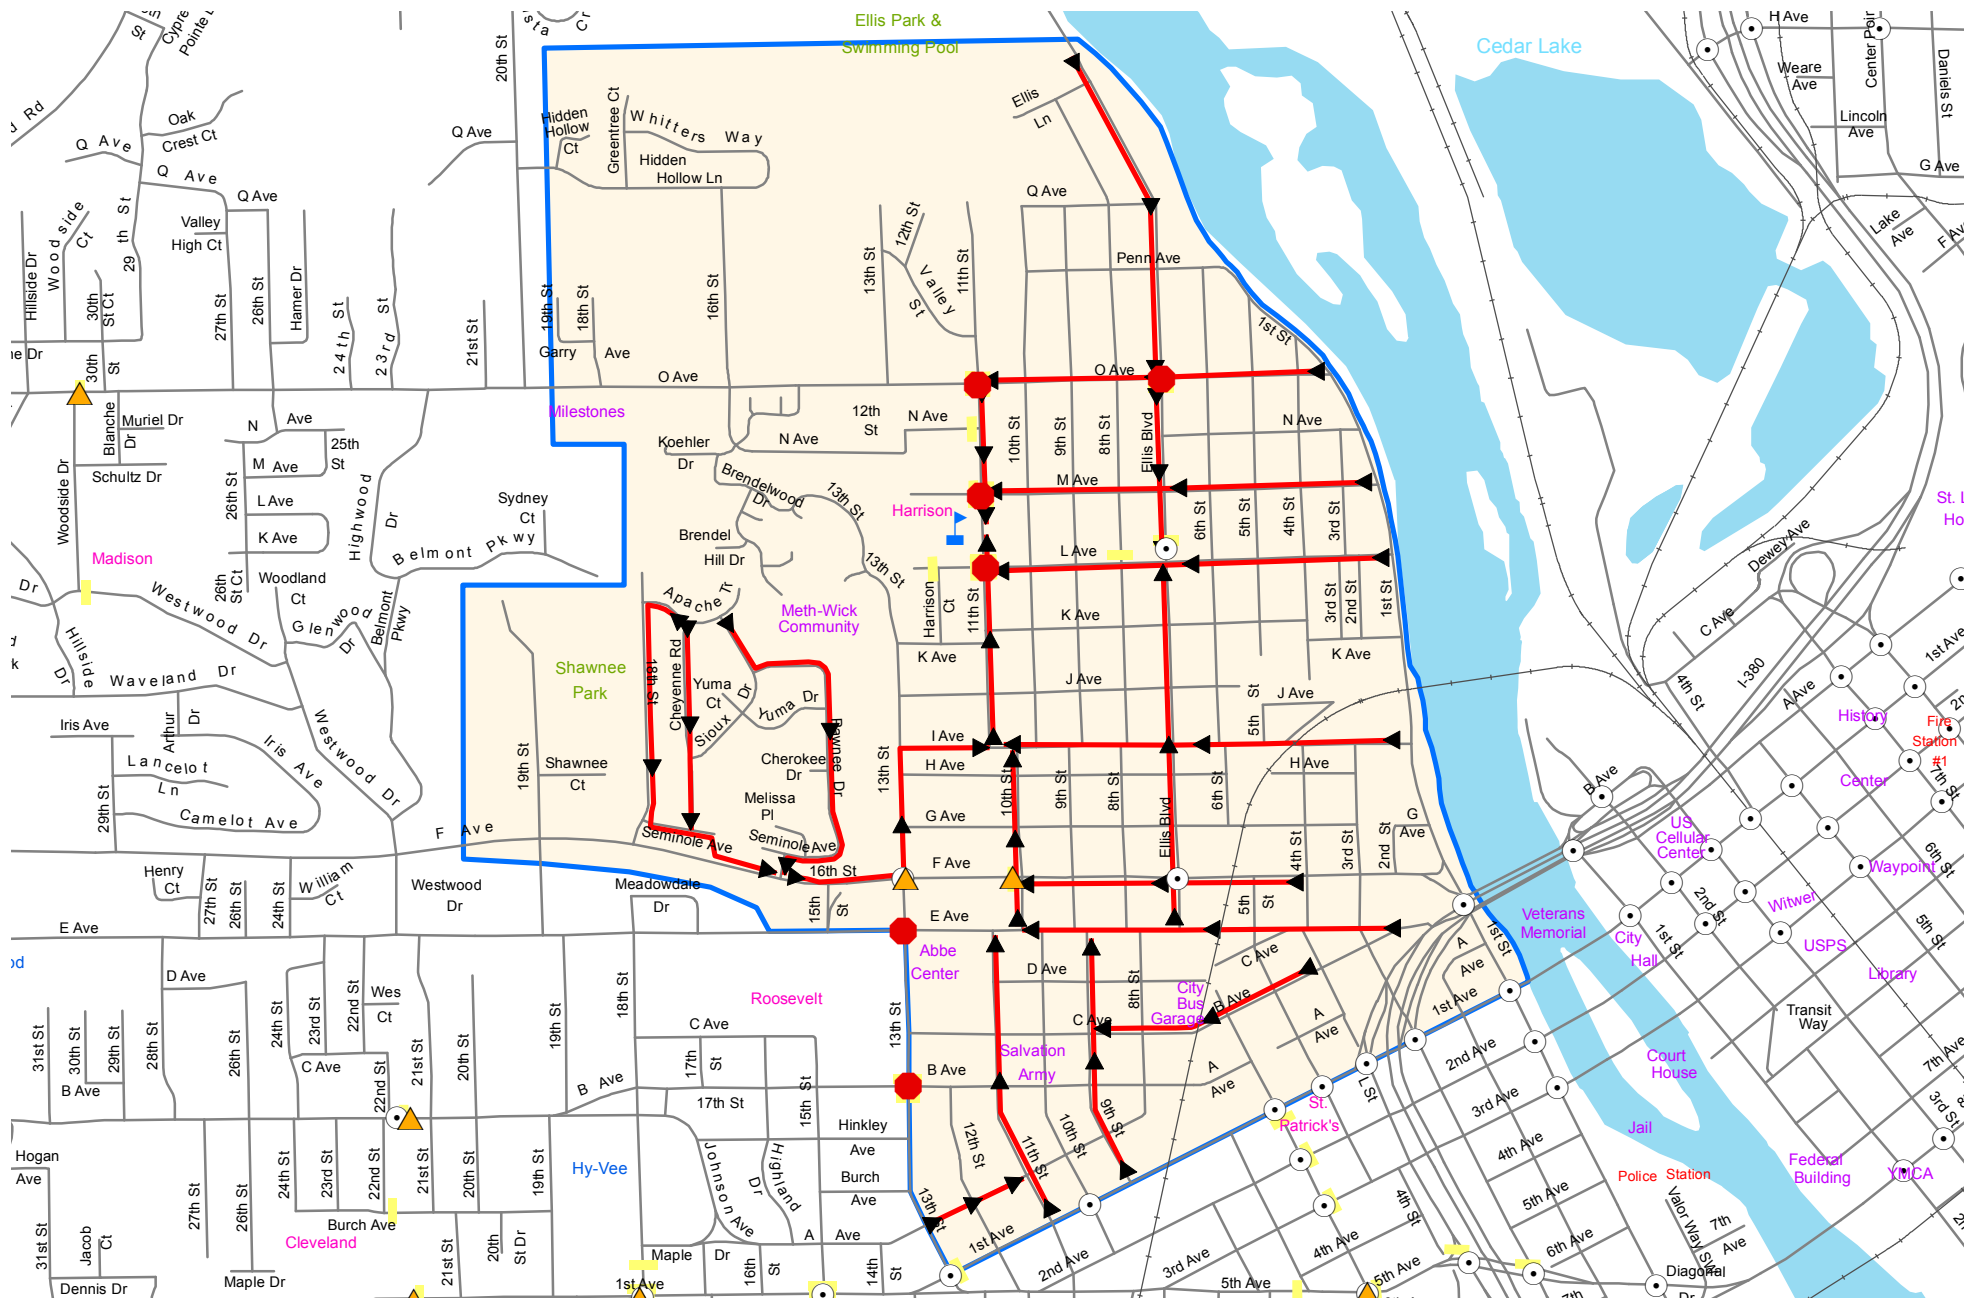 Ellis Park &
Swimming Pool
Cedar Lake
H Ave
Center Poin
Daniels St
Weare
Ave
Lincoln
Ave
G Ave
Lake
Ave
F Av
St
Cypre
Pointe
sta
Cr
20th St
d Rd
Oak
Crest Ct
Q Ave
Q Ave
Q Ave
Q Ave
Valley
High Ct
29 th St
Woodside
Ct
Hillside Dr
30th
St Ct
27th St
26th St
Hamer Dr
24th St
23rd St
21st St
ne Dr
30th
St
Hidden
Hollow
Ct
Greentree Ct
Whitters Way
Hidden
Hollow Ln
Ellis
Ln
Q Ave
12th St
13th St
Valley
St
11th St
16th St
19th St
18th St
Garry Ave
Penn Ave
1st St
O Ave
O Ave
Milestones
12th
St
N Ave
N Ave
N Ave
Koehler
Dr
10th St
9th St
8th St
Ellis Blvd
M Ave
Brendelwood
Dr
13th St
Harrison
Brendel
Hill Dr
13th St
L Ave
6th St
5th St
4th St
3rd St
Muriel Dr
Blanche
Dr
Schultz Dr
Woodside Dr
N Ave
25th
St
M Ave
L Ave
K Ave
26th St
26th
St Ct
Highwood
Dr
Sydney
Ct
Belmont Pkwy
Madison
Woodland
Ct
Glenwood
Dr
Belmont
Pkwy
Westwood Dr
Dr
Hillside
Dr
d
k
Waveland Dr
Arthur
Dr
Iris Ave
Iris Ave
Lancelot
Ln
Camelot Ave
29th St
Westwood Dr
F Ave
Apache Tr
Meth-Wick
Community
Shawnee
Park
18th St
Cheyenne Rd
Yuma
Ct
Sioux
Dr
Yuma Dr
Pawnee Dr
Cherokee
Dr
Melissa
Pl
Seminole Ave
Seminole Ave
16th St
19th St
Shawnee
Ct
Harrison
Ct
11th St
K Ave
K Ave
K Ave
3rd St
2nd St
1st St
J Ave
J Ave
5th
St
I Ave
H Ave
H Ave
13th St
10th St
9th St
8th St
6th St
Ellis Blvd
G Ave
G
Ave
F Ave
4th St
3rd St
2nd St
5th
St
E Ave
E Ave
Henry
Ct
27th St
26th St
24th St
William
Ct
Westwood
Dr
Meadowdale
Dr
15th
St
Abbe
Center
D Ave
C Ave
8th St
City
Bus
Garage
B Ave
C Ave
A
Ave
A
Ave
A
Ave
1st St
1st Ave
Salvation
Army
B Ave
9th St
10th St
11th St
12th St
13th St
13th St
1st Ave
Roosevelt
18th St
19th St
C Ave
17th
St
B Ave
17th St
15th St
Hinkley
Ave
Burch
Ave
Johnson Ave
Highland
Dr
A Ave
Maple Dr
16th
St
14th
St
1st Ave
od
D Ave
31st St
30th St
29th St
28th St
B Ave
26th St
24th St
23rd St
22nd St
Wes
Ct
C Ave
22nd St
21st St
20th St
Hogan
Ave
31st St
Jacob
Ct
Dennis Dr
27th St
26th St
24th St
23rd St
22nd St
21st St
20th St
19th St
Burch Ave
Cleveland
Maple Dr
21st St
20th
St Dr
Hy-Vee
St.
Patrick's
L St
2nd Ave
2nd Ave
3rd Ave
3rd Ave
4th Ave
4th Ave
5th Ave
5th Ave
5th Ave
6th Ave
4th St
7th
Valor Way SW
7th
Ave
Diagonal
Dr
Police Station
Jail
Court
House
Federal
Building
YMCA
Transit
Way
7th Ave
3rd St
Library
USPS
5th St
Witwer
Waypoint
6th St
2nd St
1st St
City
Hall
Veterans
Memorial
US
Cellular
Center
B Ave
History
Center
Fire
Station
#1
7th St
A Ave
I-380
4th St
C Ave
1st Ave
2n
Dewey Ave
St. L
Ho
2